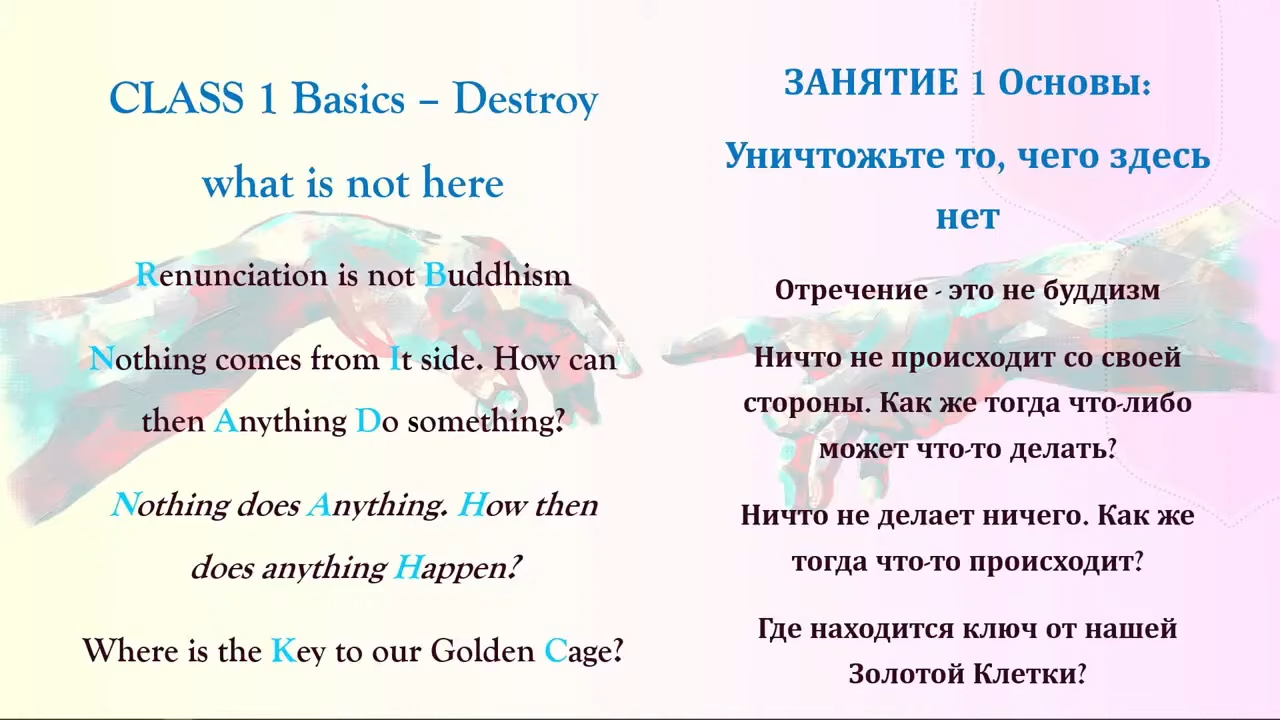 CLASS 1 Basics – Destroy
what is not here
Renunciation is not Buddhism
Nothing comes from It side. How can
then Anything Do something?
Nothing does Anything. How then
does anything Happen?
Where is the Key to our Golden Cage?
ЗАНЯТИЕ 1 Основы:
Уничтожьте то, чего здесь
нет
Отречение - это не буддизм
Ничто не происходит со своей
стороны. Как же тогда что-либо
может что-то делать?
Ничто не делает ничего. Как же
тогда что-то происходит?
Где находится ключ от нашей
Золотой Клетки?